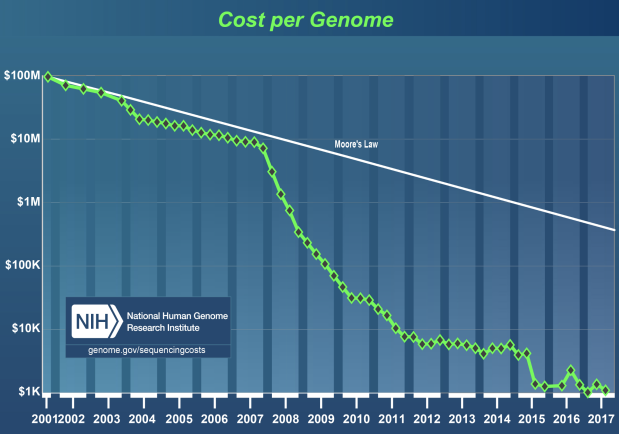 Cost per Genome
$100M
$10M
$1M
$100K
$10K
$1K
Moore's Law
NIH
National Human Genome
Research Institute
genome.gov/sequencingcosts
2001 2002 2003 2004 2005 2006 2007 2008 2009 2010 2011 2012 2013 2014 2015 2016 2017